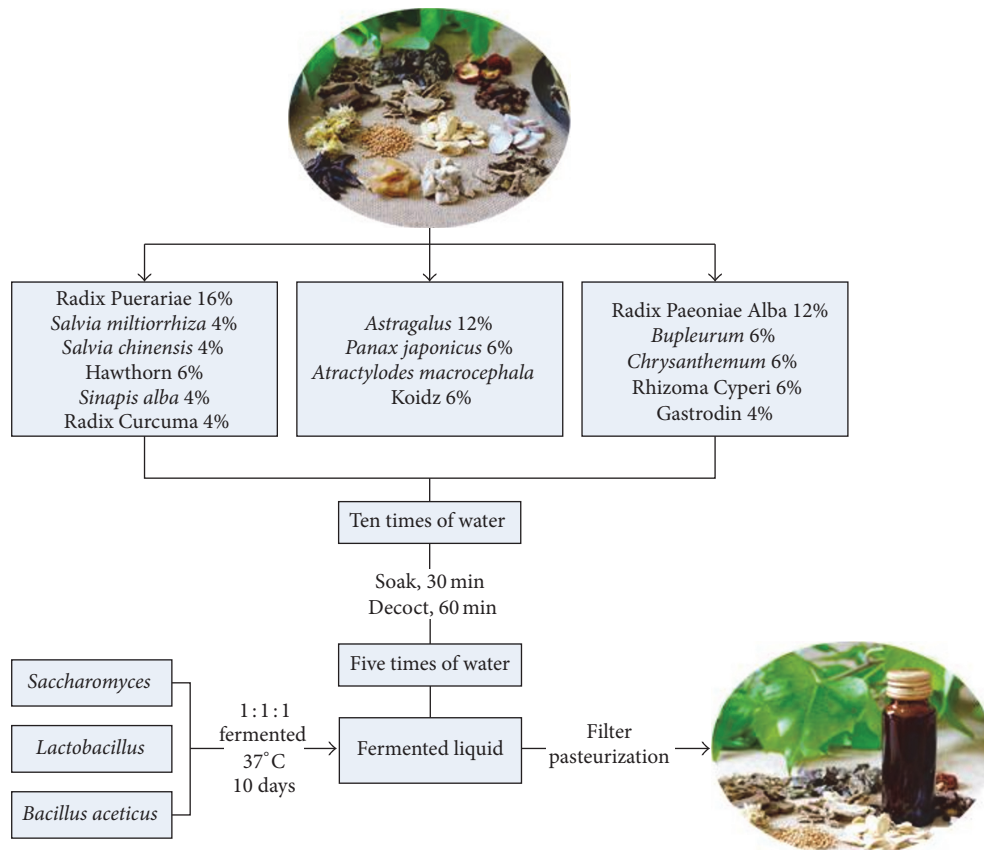 Radix Puerariae 16%
Salvia miltiorrhiza 4%
Salvia chinensis 4%
Hawthorn 6%
Sinapis alba 4%
Radix Curcuma 4%
Astragalus 12%
Panax japonicus 6%
Atractylodes macrocephala
Koidz 6%
Radix Paeoniae Alba 12%
Bupleurum 6%
Chrysanthemum 6%
Rhizoma Cyperi 6%
Gastrodin 4%
Ten times of water
Soak, 30 min
Decoct, 60 min
Five times of water
Saccharomyces
Lactobacillus
Bacillus aceticus
1 : 1 : 1
fermented
37°C
10 days
Fermented liquid
Filter
pasteurization